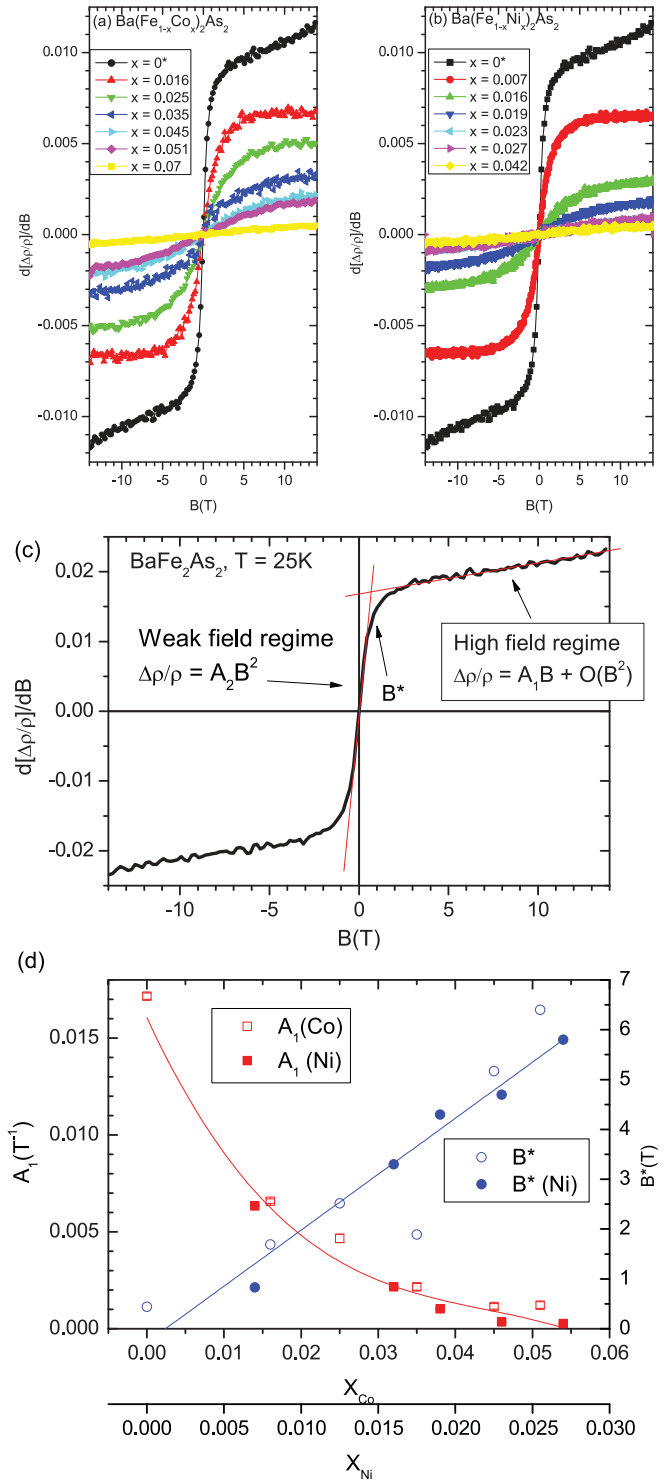 (a) Ba(Fe1-xCox)2As2
x = 0*
x = 0.016
x = 0.025
x = 0.035
x = 0.045
x = 0.051
x = 0.07
0.010
0.005
0.000
-0.005
-0.010
d[Δρ/ρ]/dB
-10 -5 0 5 10
B(T)
(b) Ba(Fe1-xNix)2As2
x = 0*
x = 0.007
x = 0.016
x = 0.019
x = 0.023
x = 0.027
x = 0.042
0.010
0.005
0.000
-0.005
-0.010
d[Δρ/ρ]/dB
-10 -5 0 5 10
B(T)
(c)
BaFe2As2, T = 25K
Weak field regime
Δρ/ρ = A2B²
B*
High field regime
Δρ/ρ = A1B + O(B²)
0.02
0.01
0.00
-0.01
-0.02
d[Δρ/ρ]/dB
-10 -5 0 5 10
B(T)
(d)
A1(Co)
A1 (Ni)
B*
B* (Ni)
0.015
0.010
0.005
0.000
A1(T⁻¹)
7
6
5
4
3
2
1
0
B*(T)
0.00 0.01 0.02 0.03 0.04 0.05 0.06
XCo
0.000 0.005 0.010 0.015 0.020 0.025 0.030
XNi